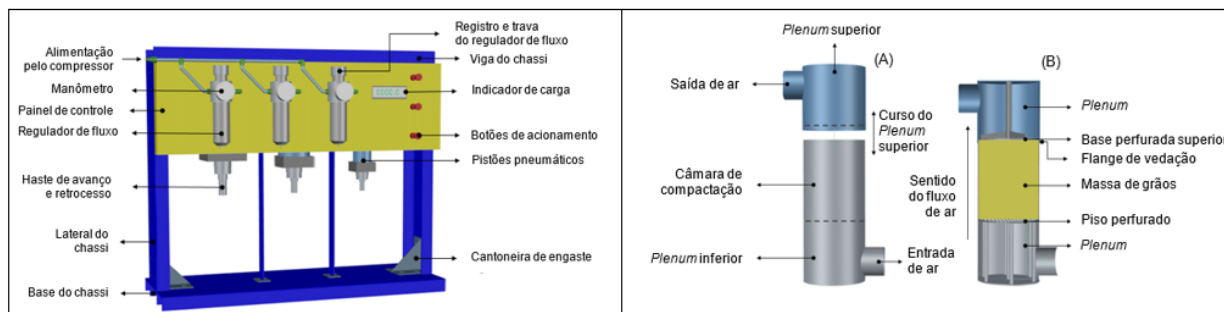 Alimentação
pelo compressor
Manômetro
Painel de controle
Regulador de fluxo
Haste de avanço
e retrocesso
Lateral do
chassi
Base do chassi
Registro e trava
do regulador de fluxo
Viga do chassi
Indicador de carga
Botões de acionamento
Pistões pneumáticos
Cantoneira de engaste
Plenum superior
(A)
Saída de ar
Curso do
Plenum
superior
Câmara de
compactação
Plenum inferior
Entrada
de ar
(B)
Plenum
Base perfurada superior
Flange de vedação
Massa de grãos
Sentido
do fluxo
de ar
Piso perfurado
Plenum